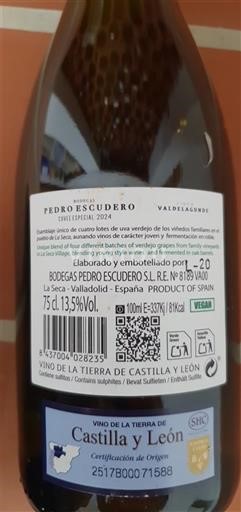 BODEGAS
PEDRO ESCUDERO VALDELAGUNDE
CUVÉE ESPECIAL 2024
Ensamblaje único de cuatro lotes de uva verdejo de los viñedos familiares en el
pueblo de La Seca, aunando vinos de carácter joven y fermentación en roble.
Unique blend of four different batches of verdejo grapes from family vineyards
in La Seca Village, blending young style wines and fermented in oak barrels.
Elaborado y embotellado por L-20
BODEGAS PEDRO ESCUDERO S.L. R.E. Nº 8189 VA00
La Seca - Valladolid - España PRODUCT OF SPAIN
75 cl. 13,5%Vol. 100ml E=337Kj / 81Kcal VEGAN
8 437004 028235
VINO DE LA TIERRA DE CASTILLA Y LEÓN
Contiene sulfitos / Contains sulphites / Bevat Sulfieten / Enthält Sulfite
VINO DE LA TIERRA DE
Castilla y León
Certificación de Origen
2517B00071588
SHC